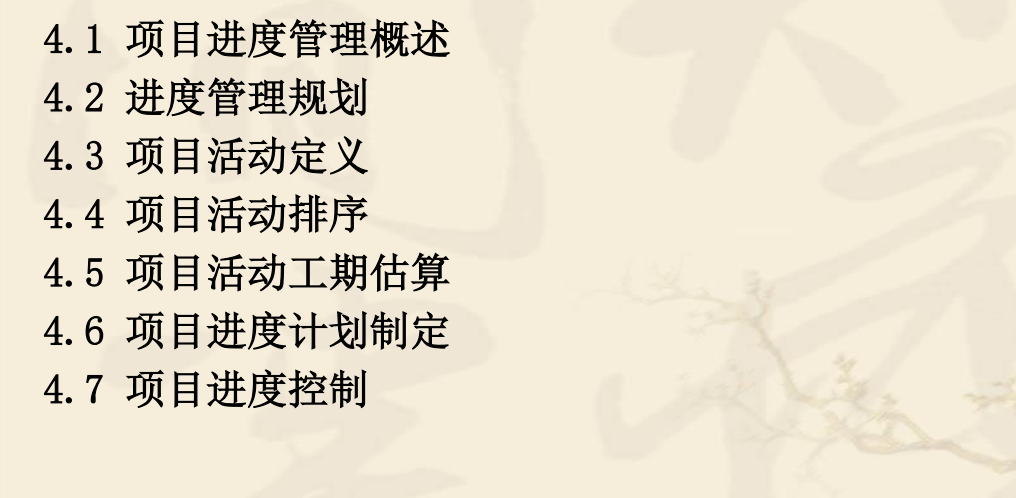 4.1 项目进度管理概述
4.2 进度管理规划
4.3 项目活动定义
4.4 项目活动排序
4.5 项目活动工期估算
4.6 项目进度计划制定
4.7 项目进度控制